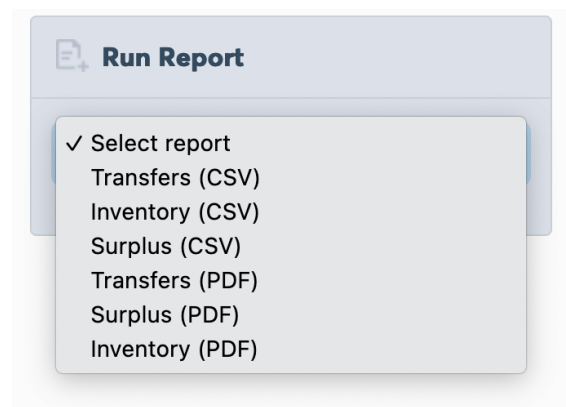 Run Report
✓ Select report
Transfers (CSV)
Inventory (CSV)
Surplus (CSV)
Transfers (PDF)
Surplus (PDF)
Inventory (PDF)